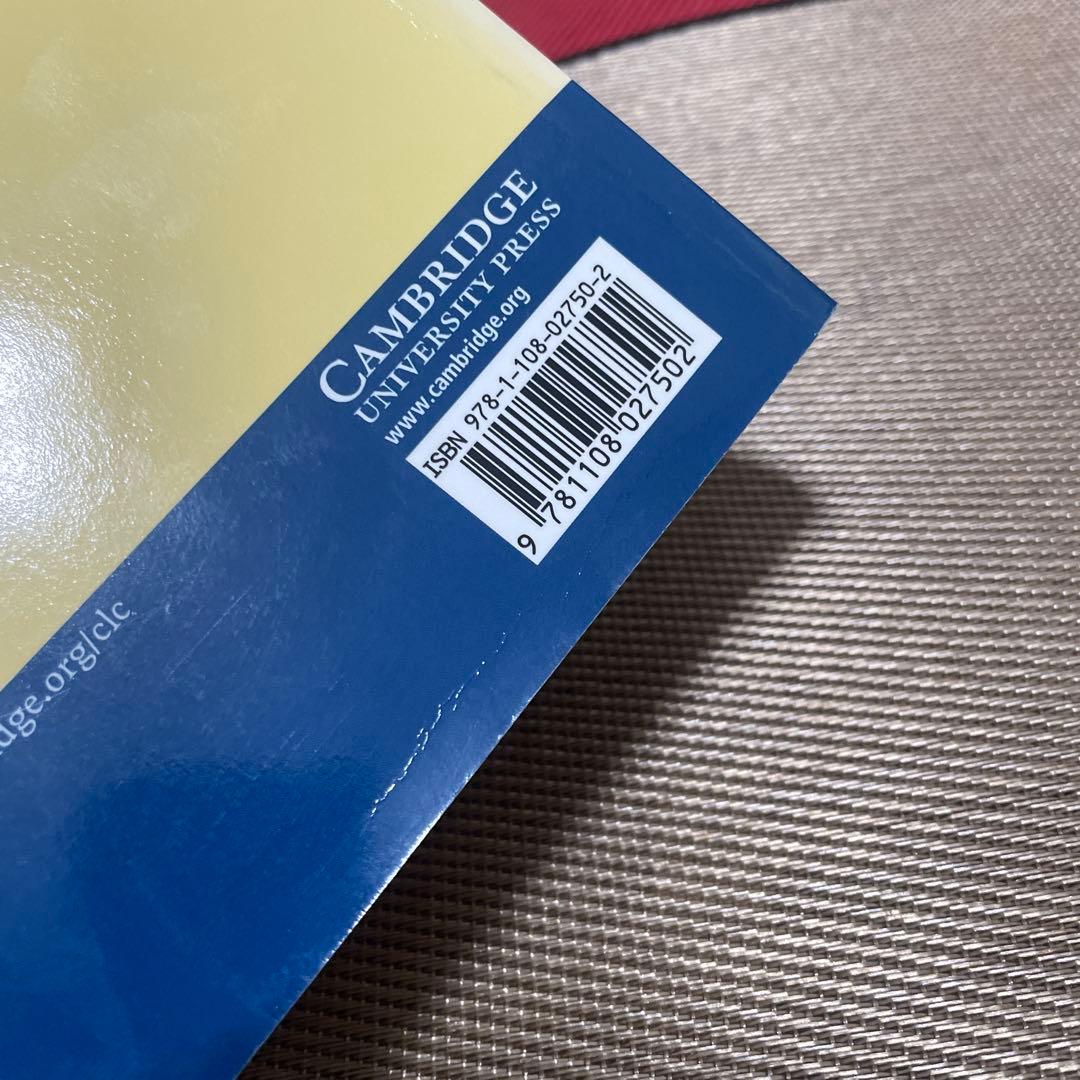 CAMBRIDGE
UNIVERSITY PRESS
www.cambridge.org
ISBN 978-1-108-02750-2
9 781108 027502
dge.org/clc